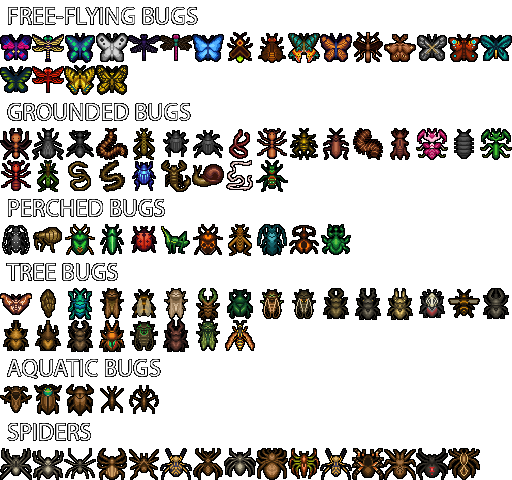 FREE-FLYING BUGS
GROUNDED BUGS
PERCHED BUGS
TREE BUGS
AQUATIC BUGS
SPIDERS